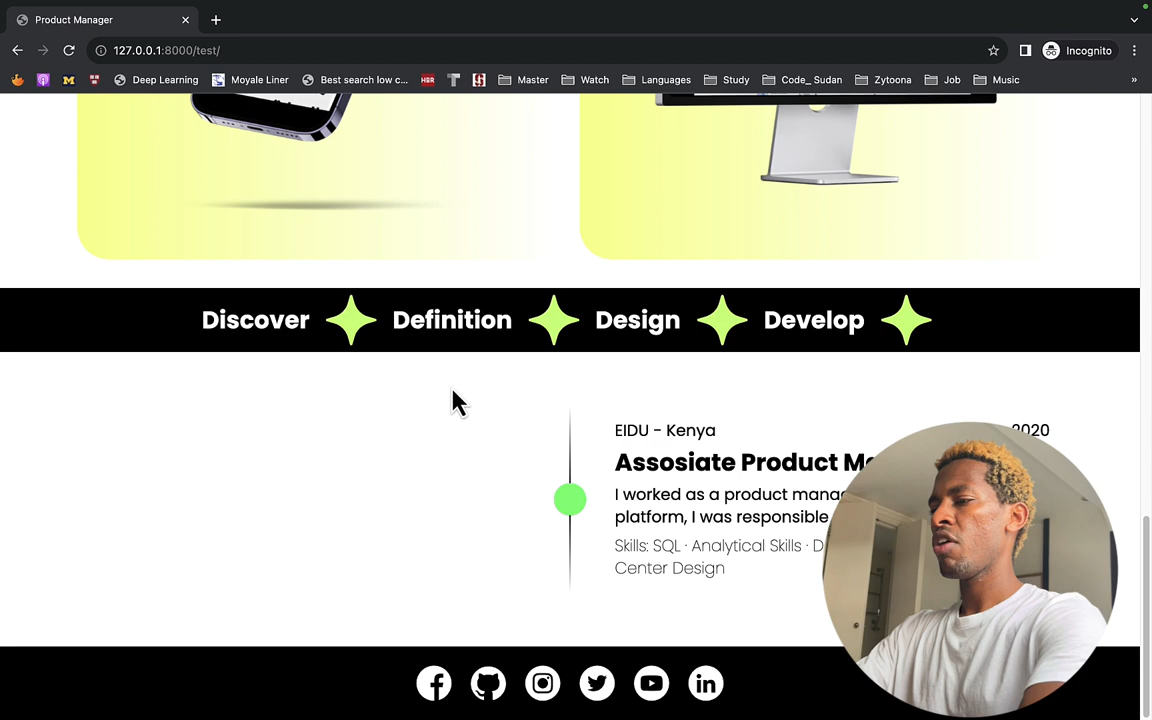 Product Manager
127.0.0.1:8000/test/
Incognito
Deep Learning
Moyale Liner
Best search low c...
HBR
Master
Watch
Languages
Study
Code_ Sudan
Zytoona
Job
Music
»
Discover Definition Design Develop
EIDU - Kenya
2020
Assosiate Product
I worked as a product
platform, I was responsible
Skills: SQL · Analytical Skills ·
Center Design